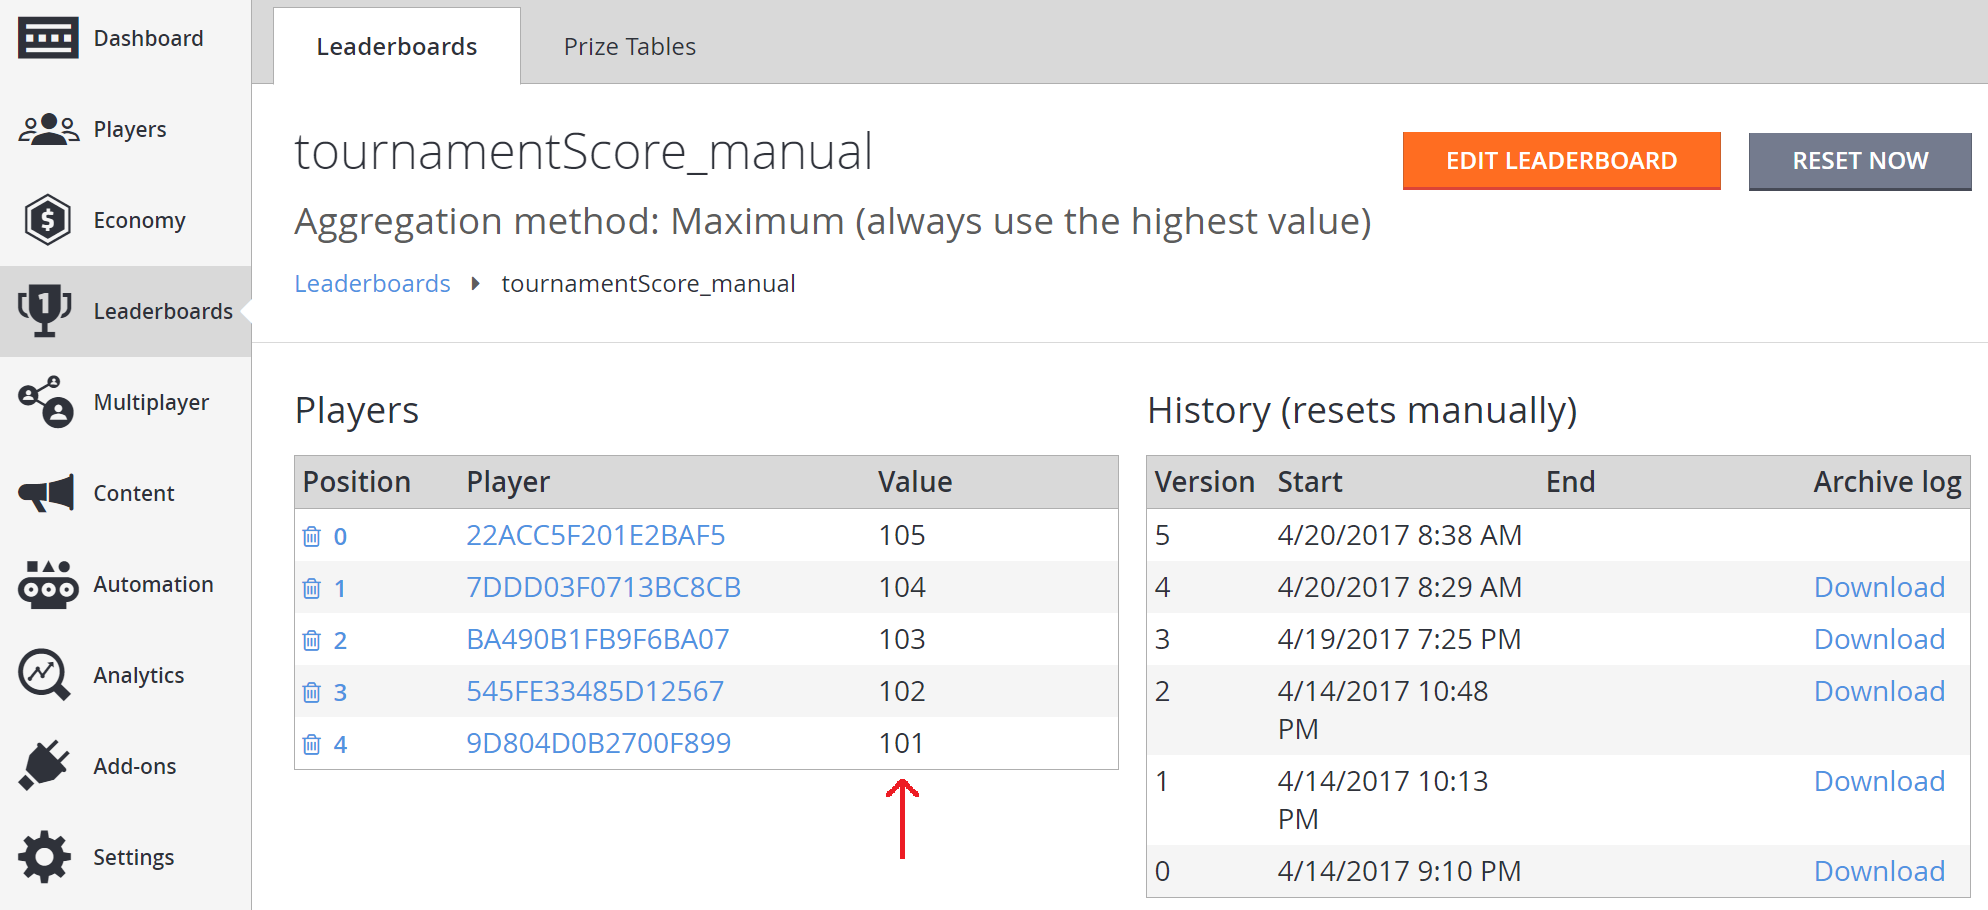 Dashboard
Players
Economy
Leaderboards
Multiplayer
Content
Automation
Analytics
Add-ons
Settings
Leaderboards
Prize Tables
tournamentScore_manual
EDIT LEADERBOARD
RESET NOW
Aggregation method: Maximum (always use the highest value)
Leaderboards tournamentScore_manual
Players
Position Player Value
0 22ACC5F201E2BAF5 105
1 7DDD03F0713BC8CB 104
2 BA490B1FB9F6BA07 103
3 545FE33485D12567 102
4 9D804D0B2700F899 101
History (resets manually)
Version Start End Archive log
5 4/20/2017 8:38 AM
4 4/20/2017 8:29 AM Download
3 4/19/2017 7:25 PM Download
2 4/14/2017 10:48 Download
PM
1 4/14/2017 10:13 Download
PM
0 4/14/2017 9:10 PM Download